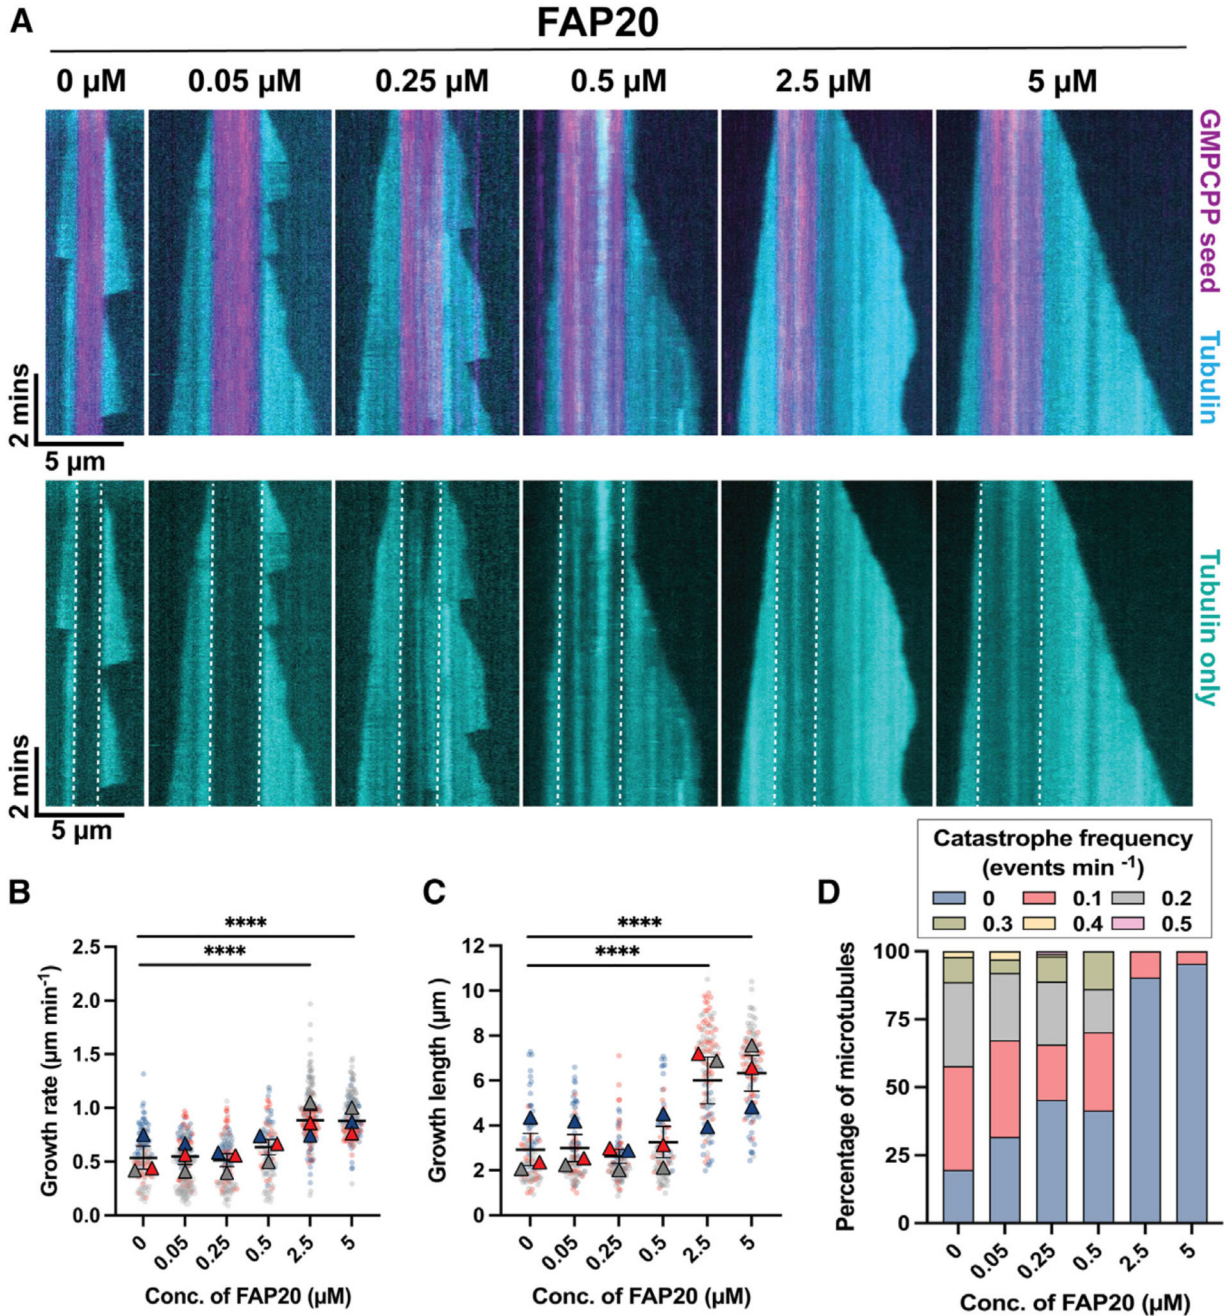 A
FAP20
0 µM 0.05 µM 0.25 µM 0.5 µM 2.5 µM 5 µM
GMPCPP seed
Tubulin
2 mins
5 µm
Tubulin only
2 mins
5 µm
B
****
****
Growth rate (µm min-1)
2.5
2.0
1.5
1.0
0.5
0.0
0 0.05 0.25 0.5 2.5 5
Conc. of FAP20 (µM)
C
****
****
Growth length (µm )
12
10
8
6
4
2
0
0 0.05 0.25 0.5 2.5 5
Conc. of FAP20 (µM)
D
Catastrophe frequency
(events min -1)
0 0.1 0.2
0.3 0.4 0.5
Percentage of microtubules
100
75
50
25
0
0 0.05 0.25 0.5 2.5 5
Conc. of FAP20 (µM)